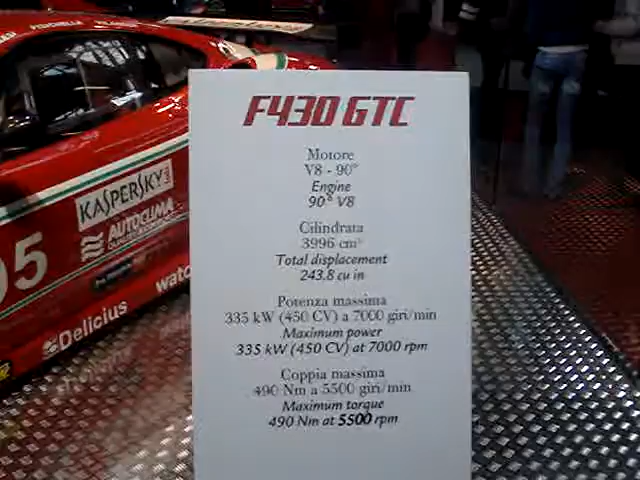 F430 GTC
Motore
V8 - 90°
Engine
90° V8
Cilindrata
3996 cm³
Total displacement
243.8 cu in
Potenza massima
335 kW (450 CV) a 7000 giri/min
Maximum power
335 kW (450 CV) at 7000 rpm
Coppia massima
490 Nm a 5500 giri/min
Maximum torque
490 Nm at 5500 rpm
KASPERSKY
AUTOCLIMA
95
Delicius
watc